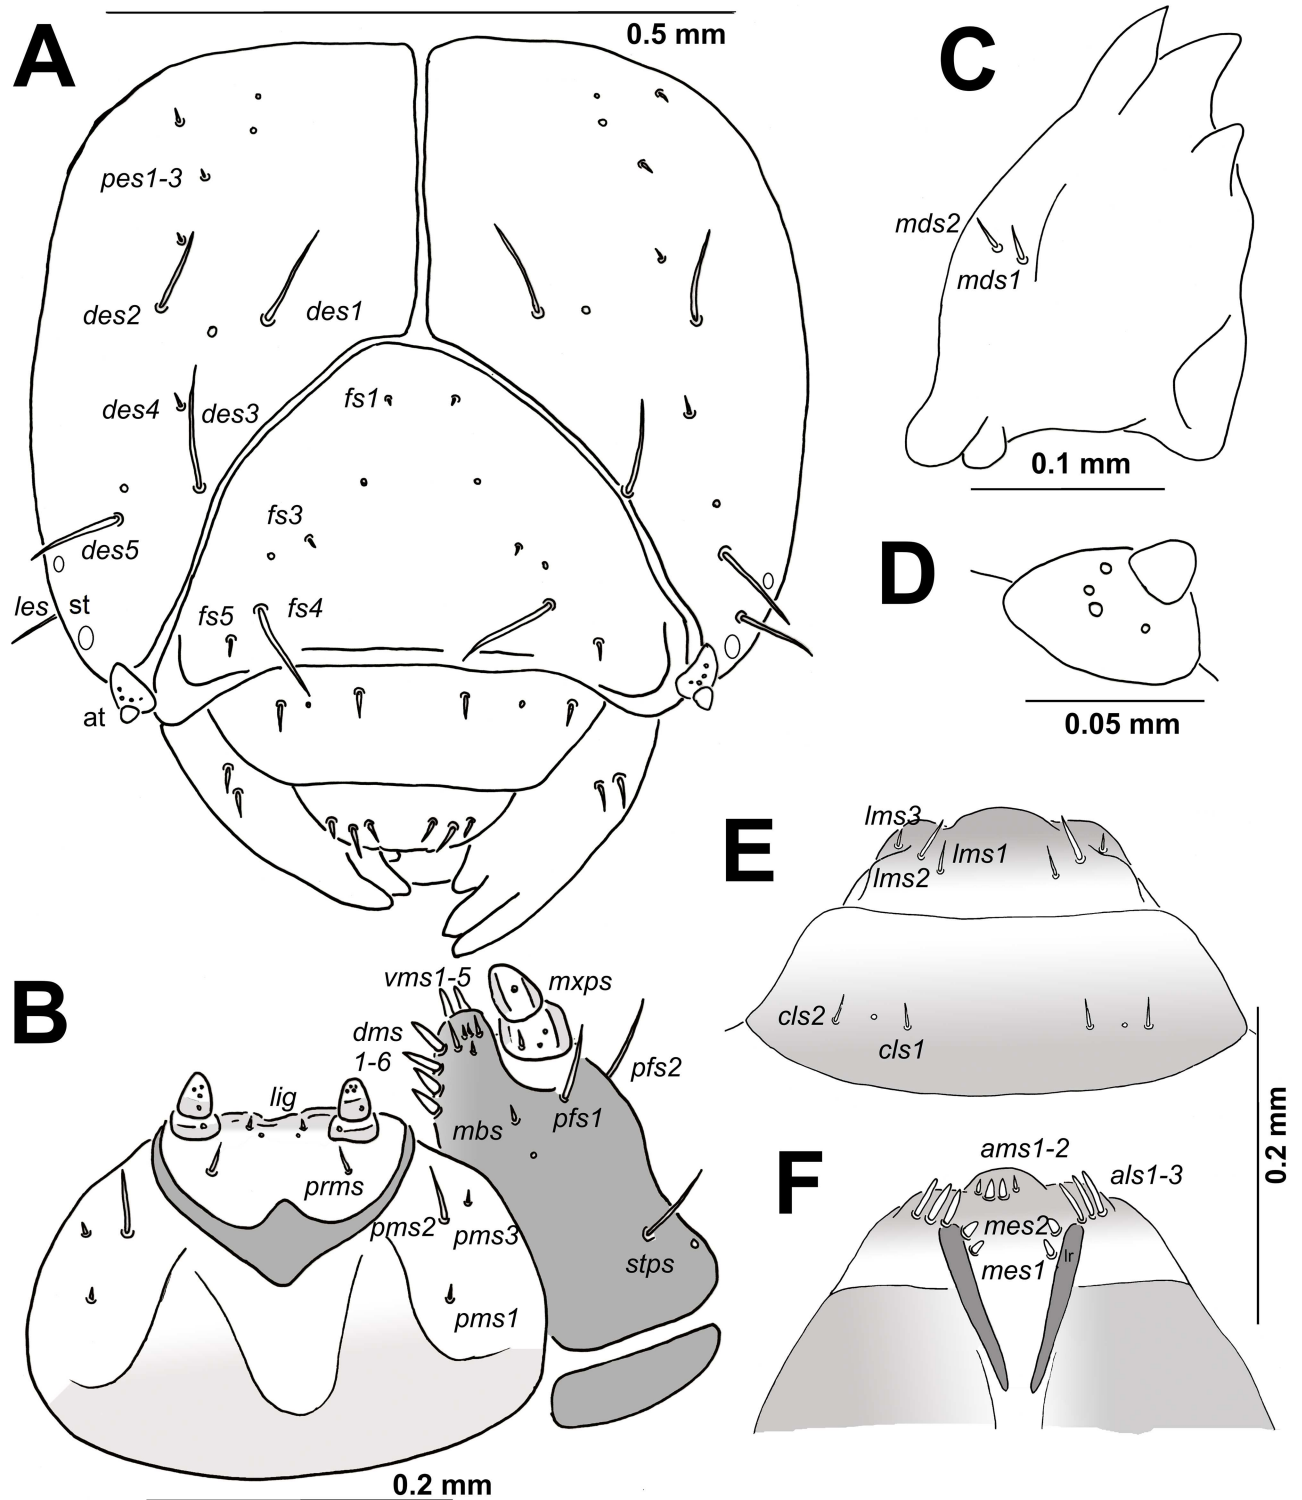 A
0.5 mm
pes1-3
des2
des1
des4
des3
fs1
fs3
des5
les
st
fs5
fs4
at
C
mds2
mds1
0.1 mm
D
0.05 mm
B
vms1-5
mxps
dms
1-6
lig
pfs2
pfs1
mbs
prms
pms2
pms3
stps
pms1
0.2 mm
E
lms3
lms1
lms2
cls2
cls1
0.2 mm
F
ams1-2
als1-3
mes2
mes1
lr